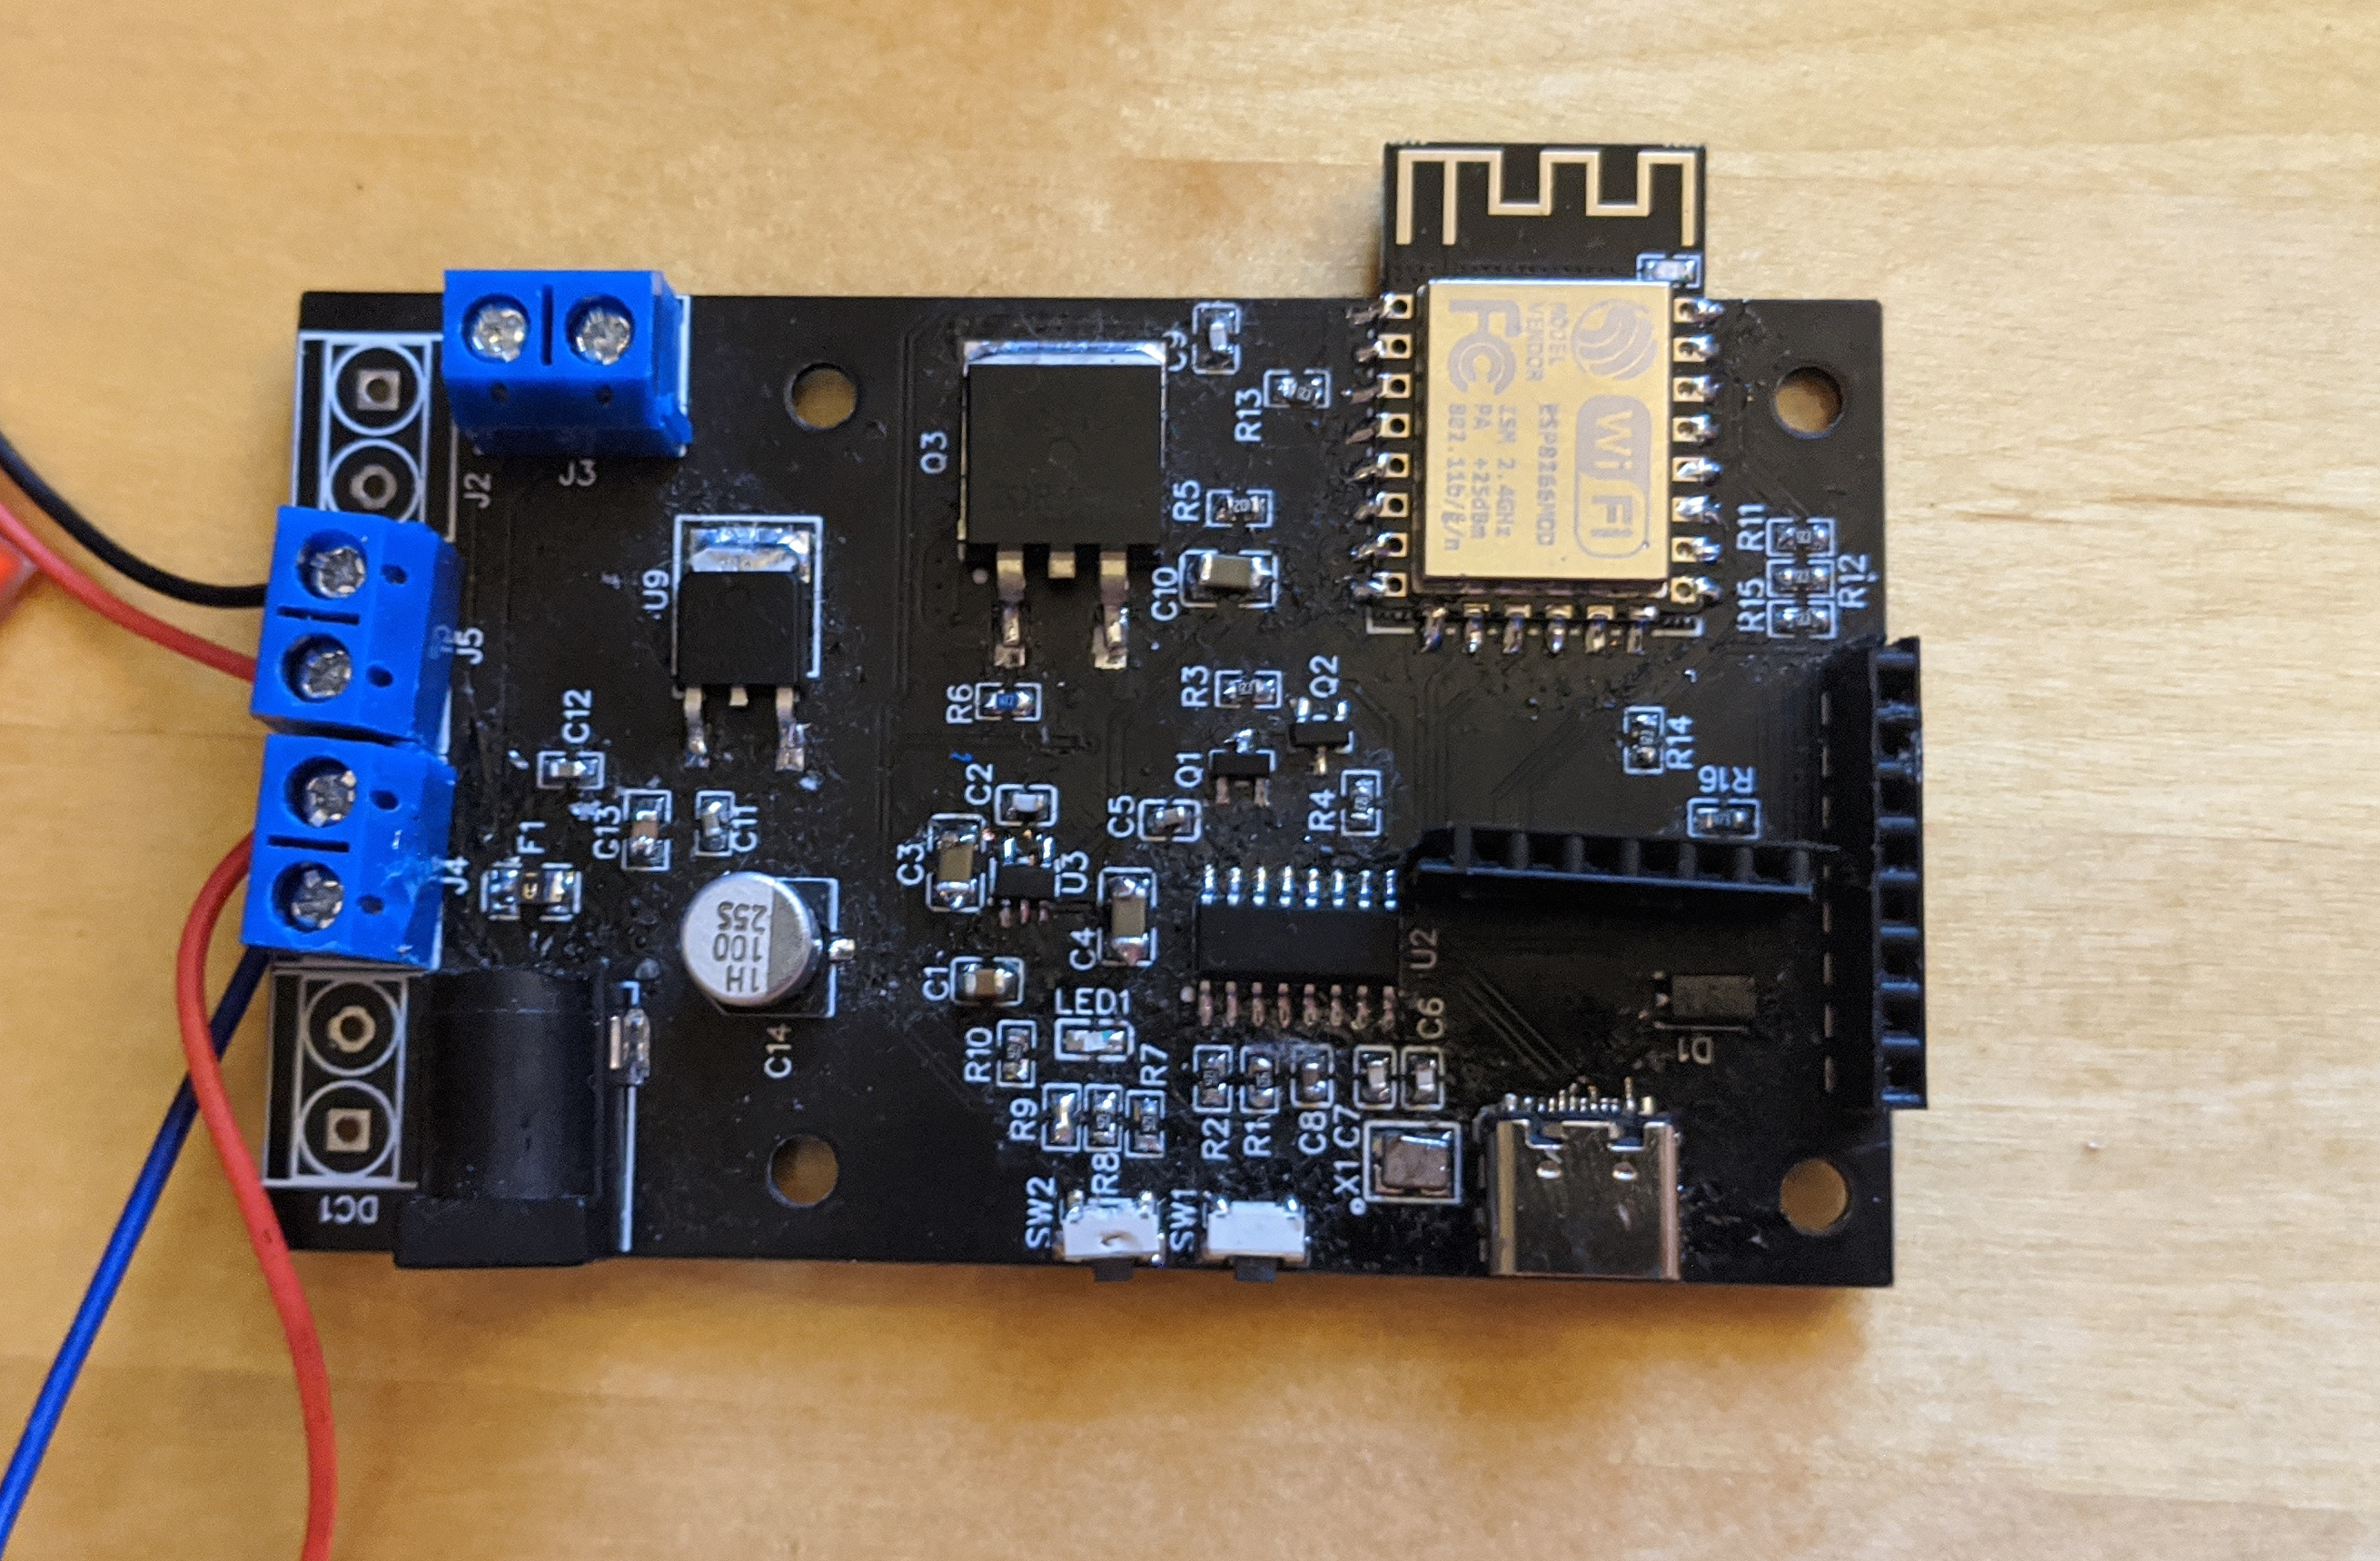 J2
J3
J5
J4
DC1
U9
C12
F1
C13
C11
C14
1H
100
25S
Q3
C9
R13
R5
C10
R6
R3
Q2
Q1
C2
C3
U3
C5
C4
C1
R4
LED1
R10
R9
R8
R7
R2
R1
C8
C7
C6
X1
U2
SW2
SW1
D1
R14
R16
R11
R15
R12
FC
WiFi
MODEL
VENDOR
ESP8266MOD
ISM 2.4GHz
PA +25dBm
802.11b/g/n